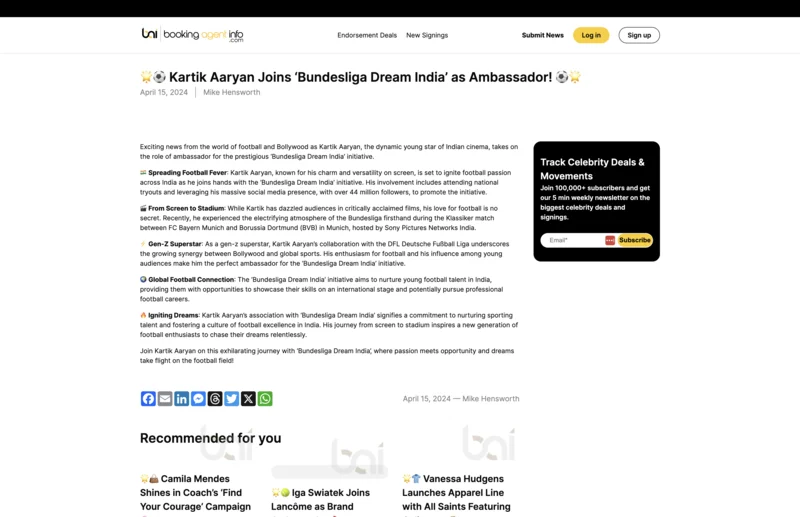 bai booking agent info
.com
Endorsement Deals New Signings Submit News Log in Sign up
🌟⚽ Kartik Aaryan Joins ‘Bundesliga Dream India’ as Ambassador! ⚽🌟
April 15, 2024 Mike Hensworth
Exciting news from the world of football and Bollywood as Kartik Aaryan, the dynamic young star of Indian cinema, takes on
the role of ambassador for the prestigious ‘Bundesliga Dream India’ initiative.
Spreading Football Fever: Kartik Aaryan, known for his charm and versatility on screen, is set to ignite football passion
across India as he joins hands with the ‘Bundesliga Dream India’ initiative. His involvement includes attending national
tryouts and leveraging his massive social media presence, with over 44 million followers, to promote the initiative.
🎬 From Screen to Stadium: While Kartik has dazzled audiences in critically acclaimed films, his love for football is no
secret. Recently, he experienced the electrifying atmosphere of the Bundesliga firsthand during the Klassiker match
between FC Bayern Munich and Borussia Dortmund (BVB) in Munich, hosted by Sony Pictures Networks India.
⚡ Gen-Z Superstar: As a gen-z superstar, Kartik Aaryan’s collaboration with the DFL Deutsche Fußball Liga underscores
the growing synergy between Bollywood and global sports. His enthusiasm for football and his influence among young
audiences make him the perfect ambassador for the ‘Bundesliga Dream India’ initiative.
🌍 Global Football Connection: The ‘Bundesliga Dream India’ initiative aims to nurture young football talent in India,
providing them with opportunities to showcase their skills on an international stage and potentially pursue professional
football careers.
🔥 Igniting Dreams: Kartik Aaryan’s association with ‘Bundesliga Dream India’ signifies a commitment to nurturing sporting
talent and fostering a culture of football excellence in India. His journey from screen to stadium inspires a new generation of
football enthusiasts to chase their dreams relentlessly.
Join Kartik Aaryan on this exhilarating journey with ‘Bundesliga Dream India’, where passion meets opportunity and dreams
take flight on the football field!
Track Celebrity Deals &
Movements
Join 100,000+ subscribers and get
our 5 min weekly newsletter on the
biggest celebrity deals and
signings.
Email* Subscribe
April 15, 2024 — Mike Hensworth
Recommended for you
🌟👜 Camila Mendes
Shines in Coach’s ‘Find
Your Courage’ Campaign
🌟🎾 Iga Swiatek Joins
Lancôme as Brand
🌟👕 Vanessa Hudgens
Launches Apparel Line
with All Saints Featuring